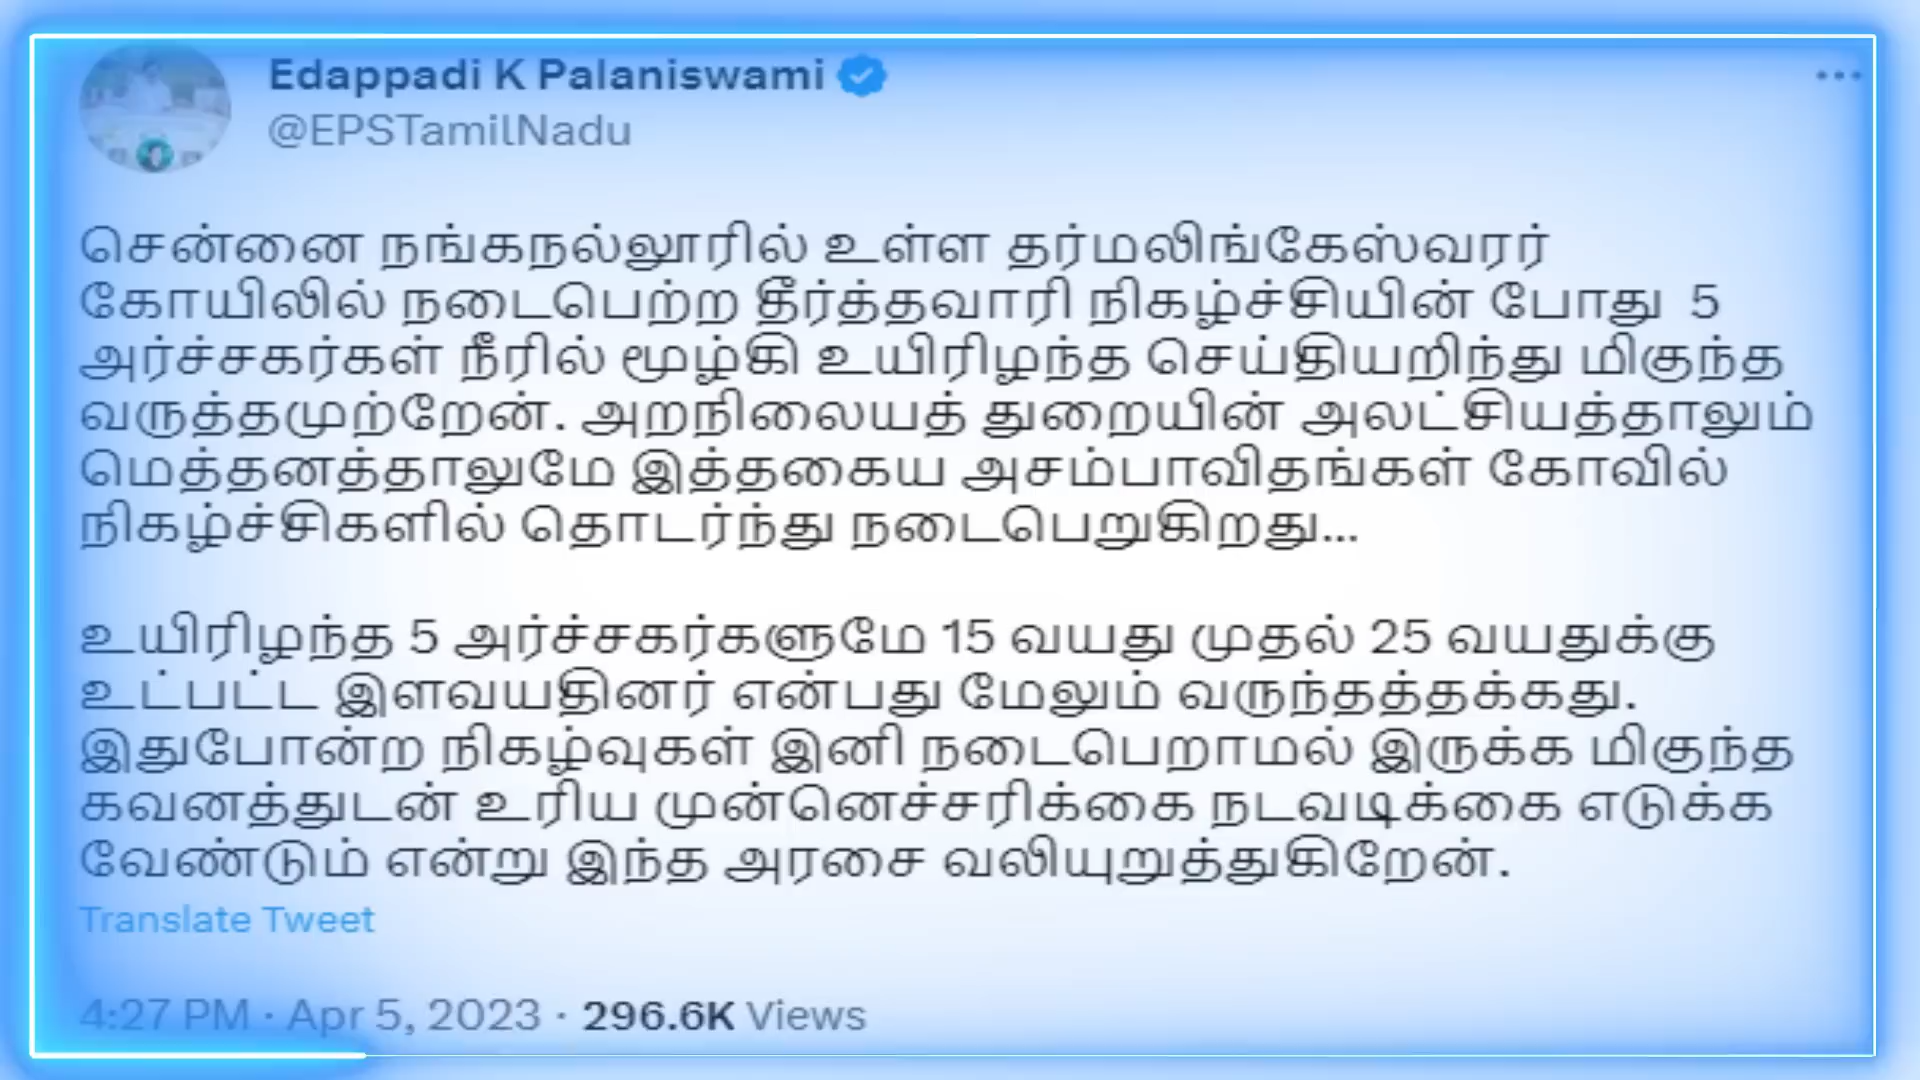 Edappadi K Palaniswami
@EPSTamilNadu
சென்னை நங்கநல்லூரில் உள்ள தர்மலிங்கேஸ்வரர்
கோயிலில் நடைபெற்ற தீர்த்தவாரி நிகழ்ச்சியின் போது 5
அர்ச்சகர்கள் நீரில் மூழ்கி உயிரிழந்த செய்தியறிந்து மிகுந்த
வருத்தமுற்றேன். அறநிலையத் துறையின் அலட்சியத்தாலும்
மெத்தனத்தாலுமே இத்தகைய அசம்பாவிதங்கள் கோவில்
நிகழ்ச்சிகளில் தொடர்ந்து நடைபெறுகிறது...
உயிரிழந்த 5 அர்ச்சகர்களுமே 15 வயது முதல் 25 வயதுக்கு
உட்பட்ட இளவயதினர் என்பது மேலும் வருந்தத்தக்கது.
இதுபோன்ற நிகழ்வுகள் இனி நடைபெறாமல் இருக்க மிகுந்த
கவனத்துடன் உரிய முன்னெச்சரிக்கை நடவடிக்கை எடுக்க
வேண்டும் என்று இந்த அரசை வலியுறுத்துகிறேன்.
Translate Tweet
4:27 PM · Apr 5, 2023 · 296.6K Views